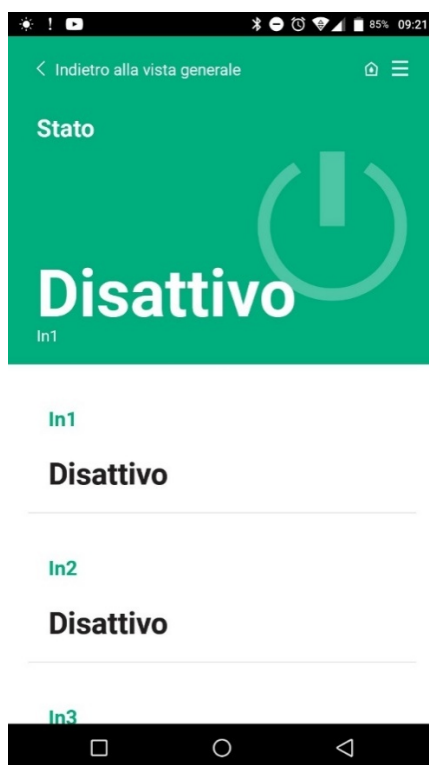 85% 09:21
Indietro alla vista generale
Stato
Disattivo
In1
In1
Disattivo
In2
Disattivo
In3